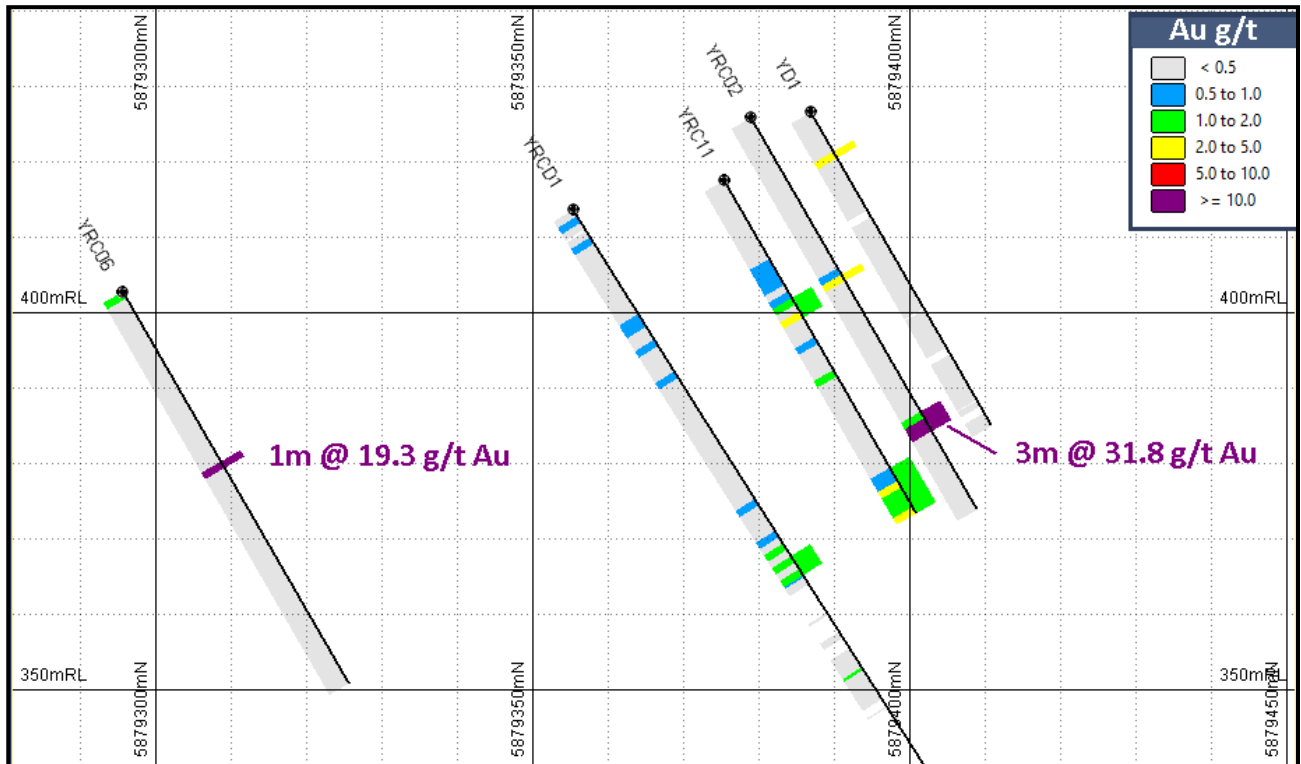 5879300mN
5879350mN
5879400mN
Au g/t
< 0.5
0.5 to 1.0
1.0 to 2.0
2.0 to 5.0
5.0 to 10.0
>= 10.0
YRC02
YD1
YRC11
YRCD1
YRC06
400mRL
400mRL
1m @ 19.3 g/t Au
3m @ 31.8 g/t Au
350mRL
350mRL
5879300mN
5879350mN
5879400mN
5879450mN